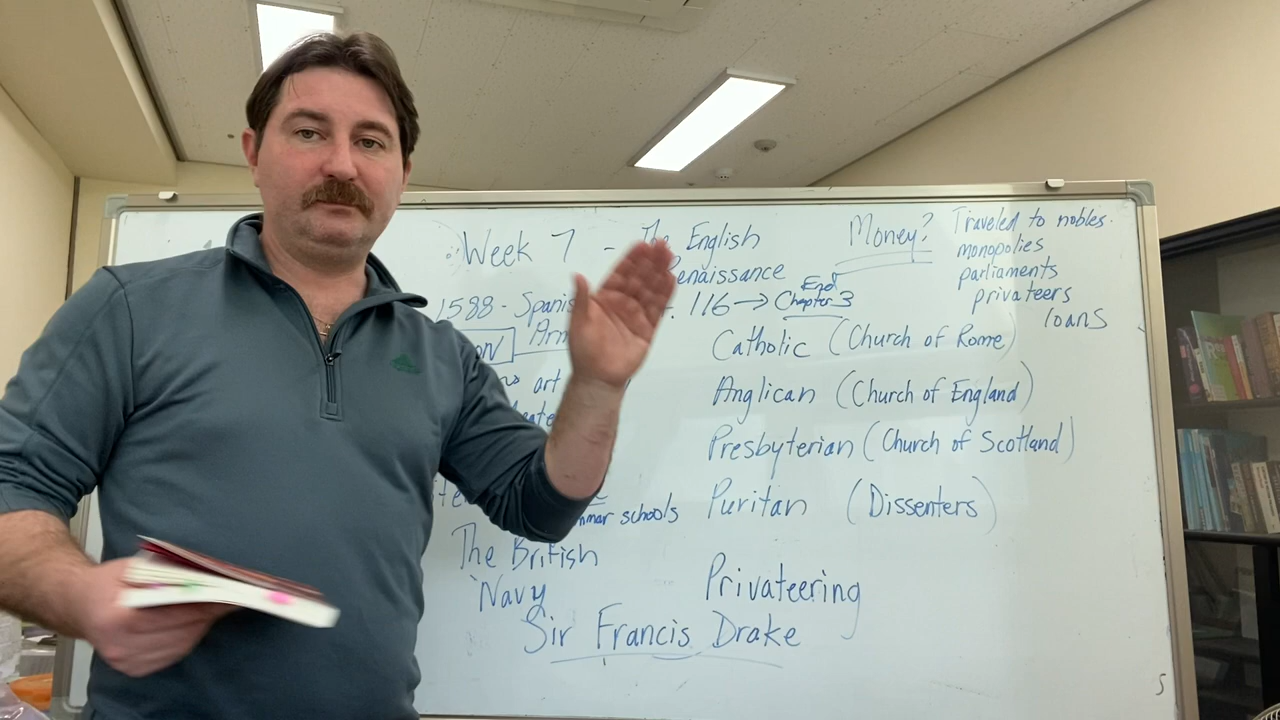 Week 7 - The English
Renaissance
1588 - Spanish
116 → End
Chapter 3
art
The British
Navy
Sir Francis Drake
grammar schools
Money?
Traveled to nobles.
monopolies
parliaments
privateers
loans
Catholic (Church of Rome)
Anglican (Church of England)
Presbyterian (Church of Scotland)
Puritan (Dissenters)
Privateering